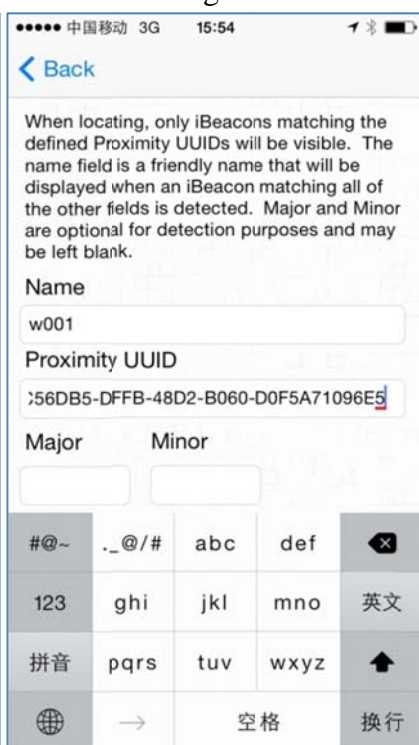 中国移动 3G 15:54
Back
When locating, only iBeacons matching
the defined Proximity UUIDs will be visible. The
name field is a friendly name that will be
displayed when an iBeacon matching all of
the other fields is detected. Major and Minor
are optional for detection purposes and may
be left blank.
Name
w001
Proximity UUID
56DB5-DFFB-48D2-B060-D0F5A71096E5
Major Minor
#@~ ._@/# abc def
123 ghi jkl mno 英文
拼音 pqrs tuv wxyz
空格 换行